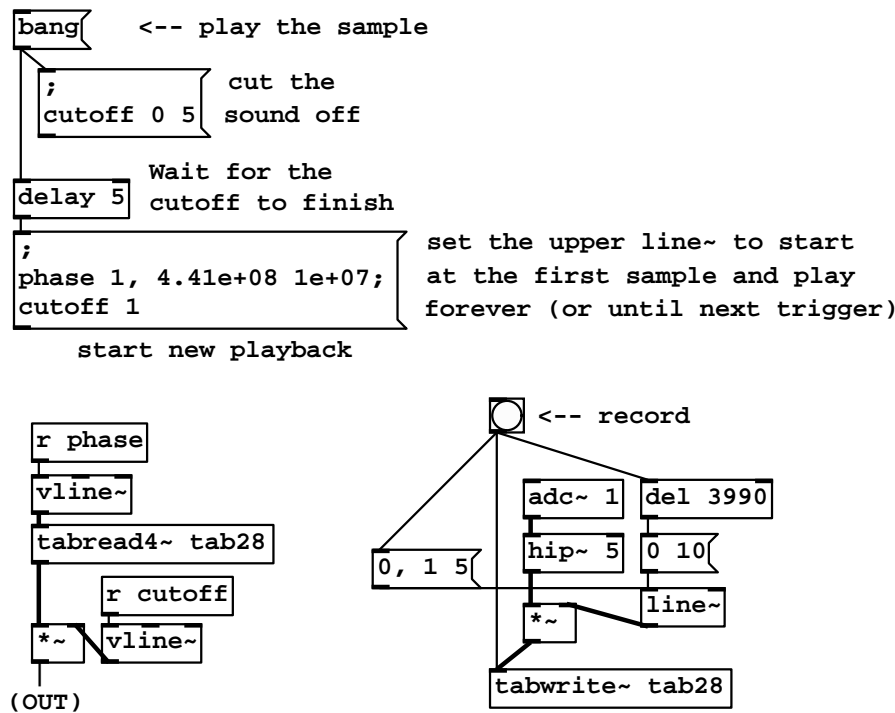 bang
<-- play the sample
;
cutoff 0 5
cut the
sound off
Wait for the
cutoff to finish
delay 5
;
phase 1, 4.41e+08 1e+07;
cutoff 1
set the upper line~ to start
at the first sample and play
forever (or until next trigger)
start new playback
r phase
vline~
tabread4~ tab28
r cutoff
*~
vline~
(OUT)
<-- record
adc~ 1
del 3990
0, 1 5
hip~ 5
0 10
line~
*~
tabwrite~ tab28